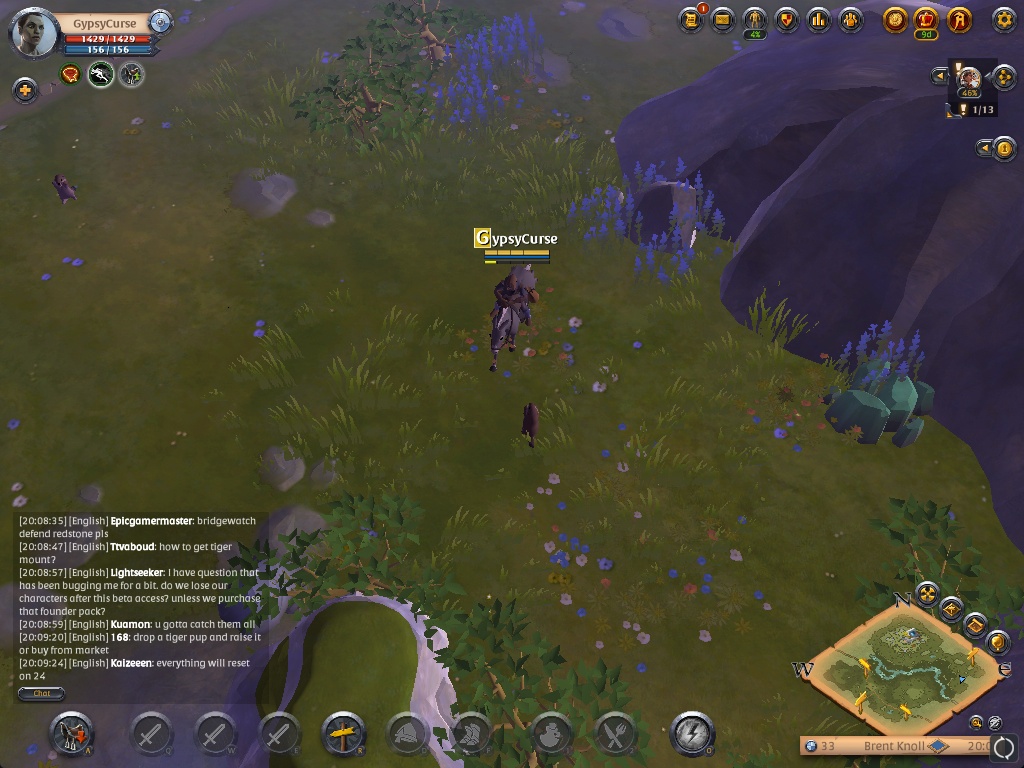 GypsyCurse
1429 / 1429
156 / 156
1
4%
9d
46%
1/13
1
GypsyCurse
[20:08:35] [English] Epicgamermaster: bridgewatch
defend redstone pls
[20:08:47] [English] Ttvaboud: how to get tiger
mount?
[20:08:57] [English] Lightseeker: I have question that
has been bugging me for a bit. do we lose our
characters after this beta access? unless we purchase
that founder pack?
[20:08:59] [English] Kuamon: u gotta catch them all
[20:09:20] [English] 168: drop a tiger pup and raise it
or buy from market
[20:09:24] [English] Kaizeeen: everything will reset
on 24
Chat
N
W
E
A
Q
W
E
R
D
F
33
Brent Knoll